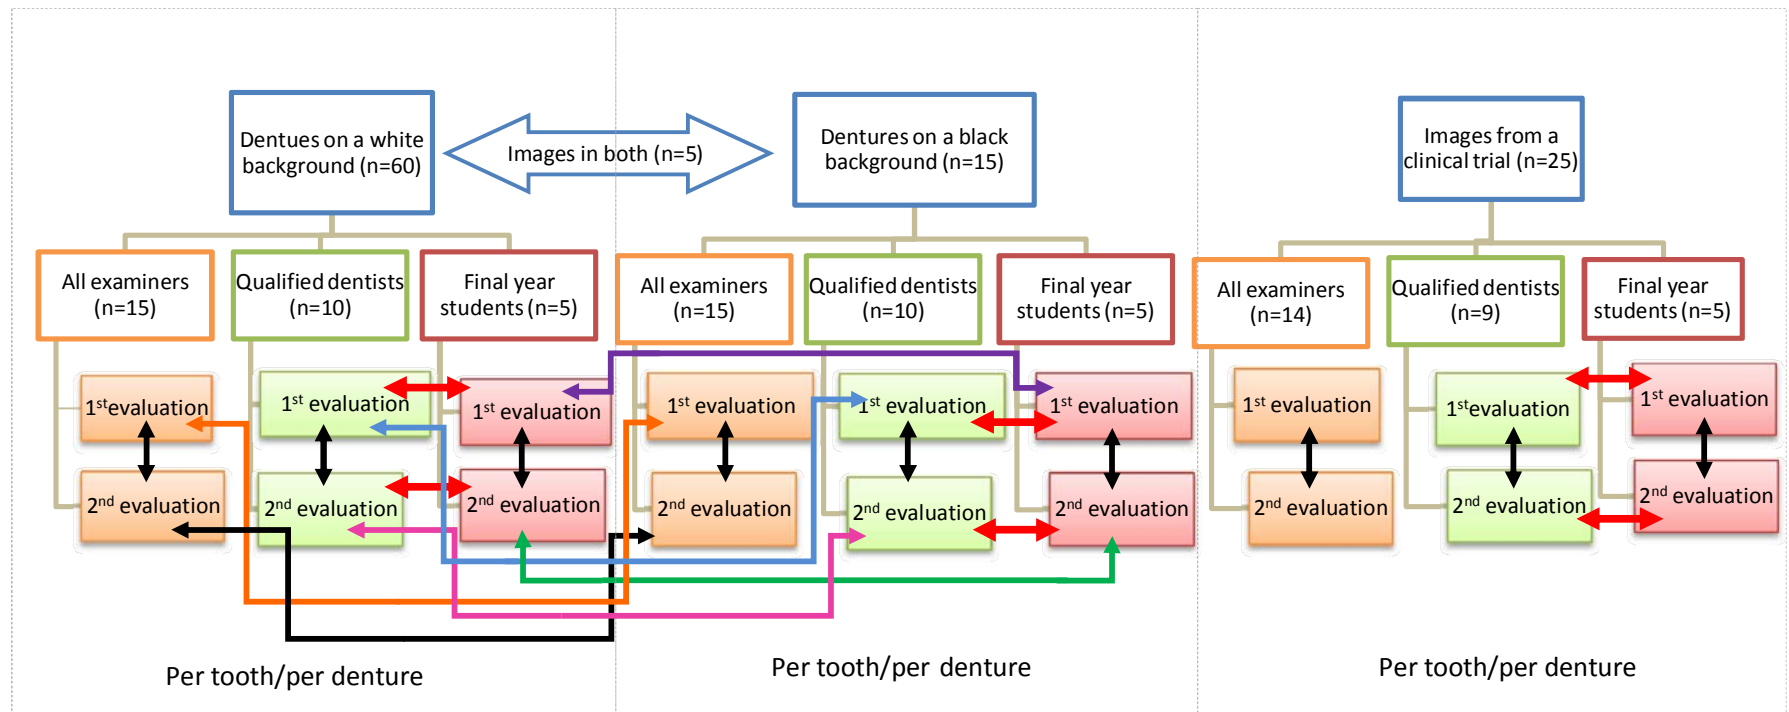 Dentues on a white
background (n=60)
Images in both (n=5)
Dentures on a black
background (n=15)
Images from a
clinical trial (n=25)
All examiners
(n=15)
Qualified dentists
(n=10)
Final year
students (n=5)
All examiners
(n=15)
Qualified dentists
(n=10)
Final year
students (n=5)
All examiners
(n=14)
Qualified dentists
(n=9)
Final year
students (n=5)
1st evaluation
1st evaluation
1st evaluation
1st evaluation
1st evaluation
1st evaluation
1st evaluation
1st evaluation
1st evaluation
2nd evaluation
2nd evaluation
2nd evaluation
2nd evaluation
2nd evaluation
2nd evaluation
2nd evaluation
2nd evaluation
2nd evaluation
Per tooth/per denture
Per tooth/per denture
Per tooth/per denture